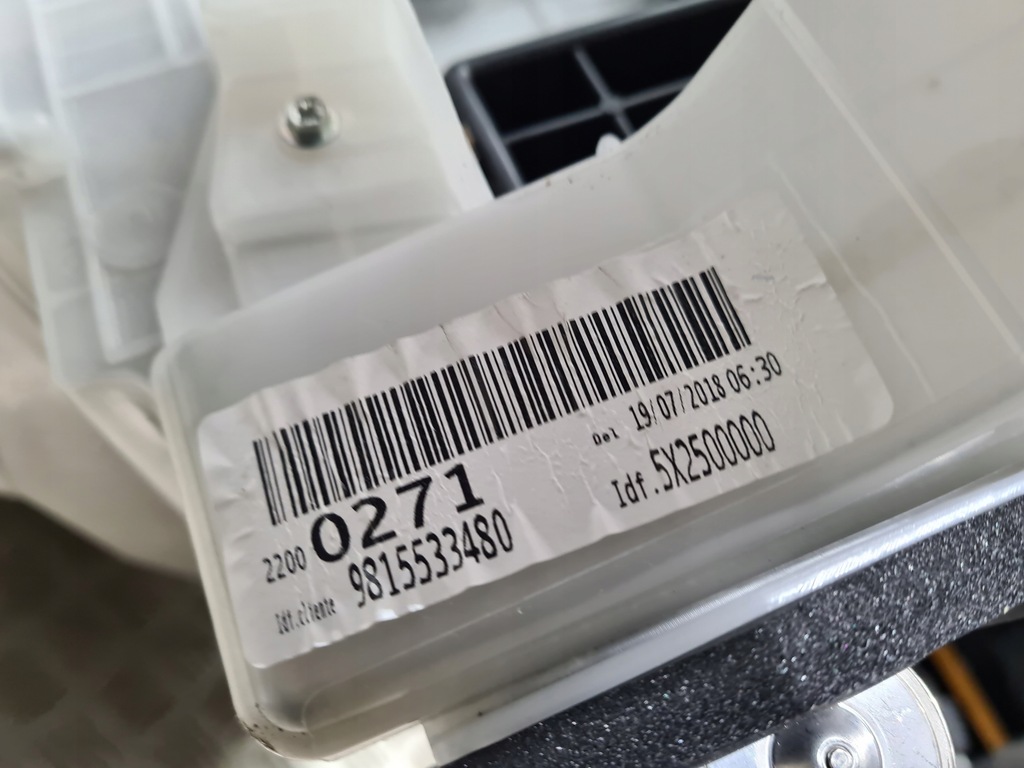 2200 0271
Del 19/07/2018 06:30
Idf.cliente 9815533480
Idf.5X2500000